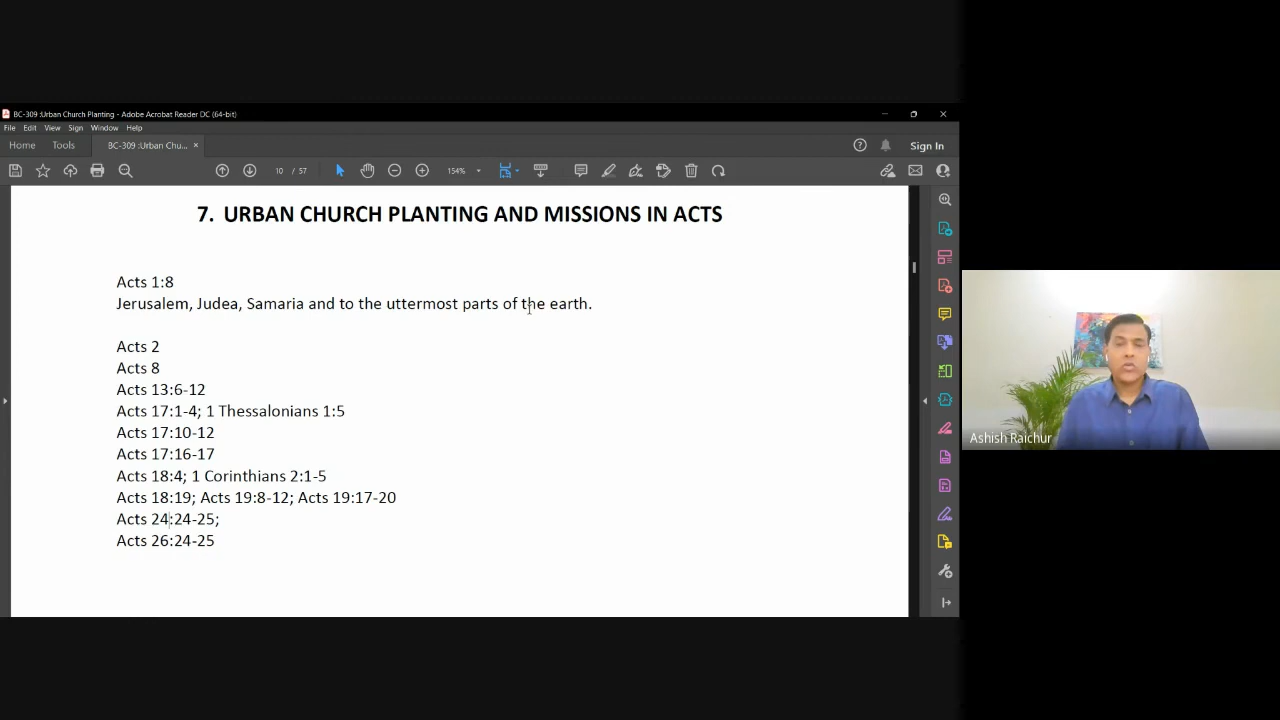 BC-309 :Urban Church Planting - Adobe Acrobat Reader DC (64-bit)
File Edit View Sign Window Help
Home Tools BC-309 :Urban Chu... × Sign In
10 / 57 154%
7. URBAN CHURCH PLANTING AND MISSIONS IN ACTS
Acts 1:8
Jerusalem, Judea, Samaria and to the uttermost parts of the earth.
Acts 2
Acts 8
Acts 13:6-12
Acts 17:1-4; 1 Thessalonians 1:5
Acts 17:10-12
Acts 17:16-17
Acts 18:4; 1 Corinthians 2:1-5
Acts 18:19; Acts 19:8-12; Acts 19:17-20
Acts 24:24-25;
Acts 26:24-25
Ashish Raichur